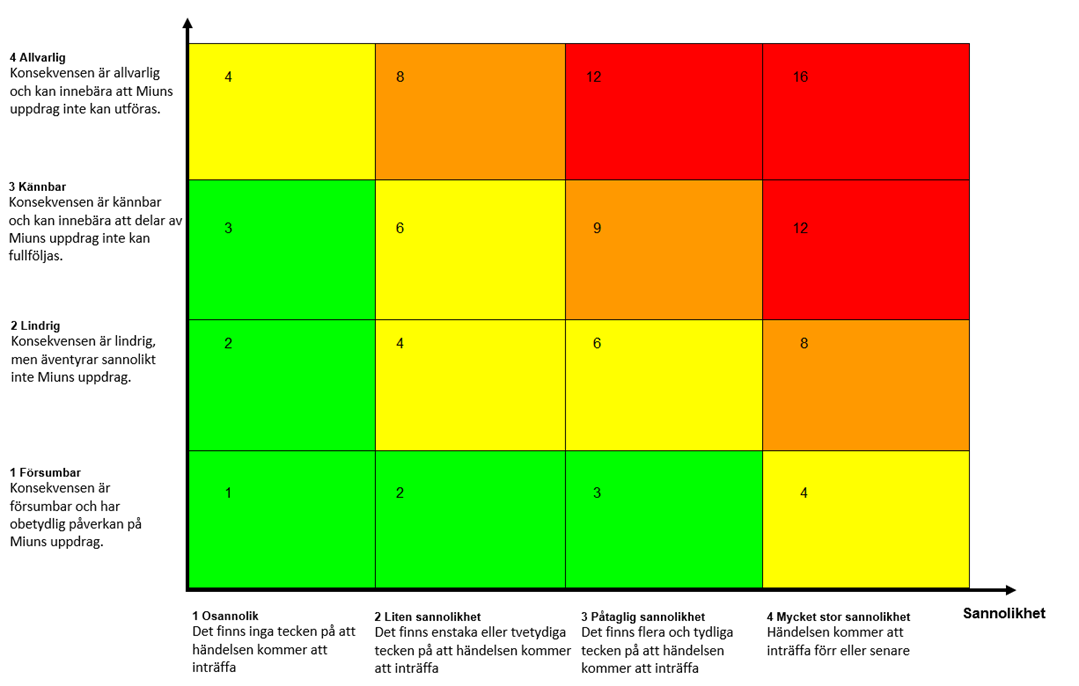 4 Allvarlig
Konsekvensen är allvarlig
och kan innebära att Miuns
uppdrag inte kan utföras.
4
8
12
16
3 Kännbar
Konsekvensen är kännbar
och kan innebära att delar av
Miuns uppdrag inte kan
fullföljas.
3
6
9
12
2 Lindrig
Konsekvensen är lindrig,
men äventyrar sannolikt
inte Miuns uppdrag.
2
4
6
8
1 Försumbar
Konsekvensen är
försumbar och har
obetydlig påverkan på
Miuns uppdrag.
1
2
3
4
Sannolikhet
1 Osannolik
Det finns inga tecken på att
händelsen kommer att
inträffa
2 Liten sannolikhet
Det finns enstaka eller tvetydiga
tecken på att händelsen kommer
att inträffa
3 Påtaglig sannolikhet
Det finns flera och tydliga
tecken på att händelsen
kommer att inträffa
4 Mycket stor sannolikhet
Händelsen kommer att
inträffa förr eller senare